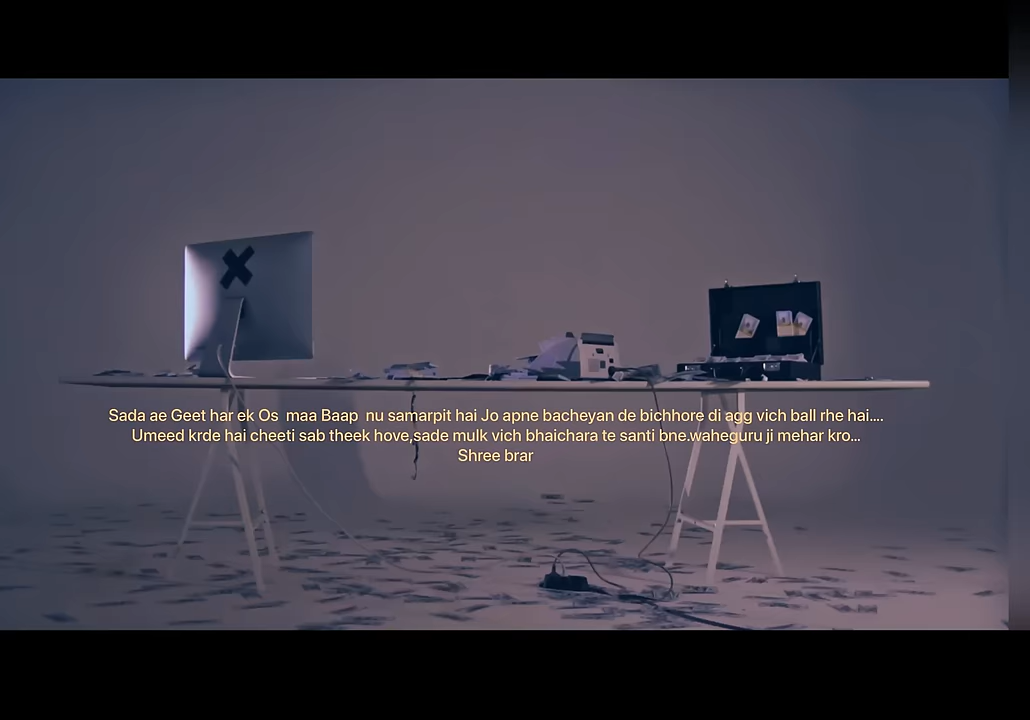 Sada ae Geet har ek Os maa Baap nu samarpit hai Jo apne bacheyan de bichhore di agg vich ball rhe hai....
Umeed krde hai cheeti sab theek hove,sade mulk vich bhaichara te santi bne.waheguru ji mehar kro...
Shree brar